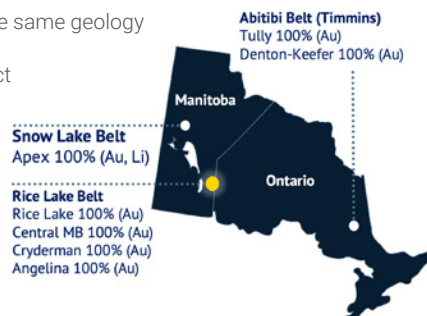 e same geology
ct
Abitibi Belt (Timmins)
Tully 100% (Au)
Denton-Keefer 100% (Au)
Manitoba
Snow Lake Belt
Apex 100% (Au, Li)
Ontario
Rice Lake Belt
Rice Lake 100% (Au)
Central MB 100% (Au)
Cryderman 100% (Au)
Angelina 100% (Au)